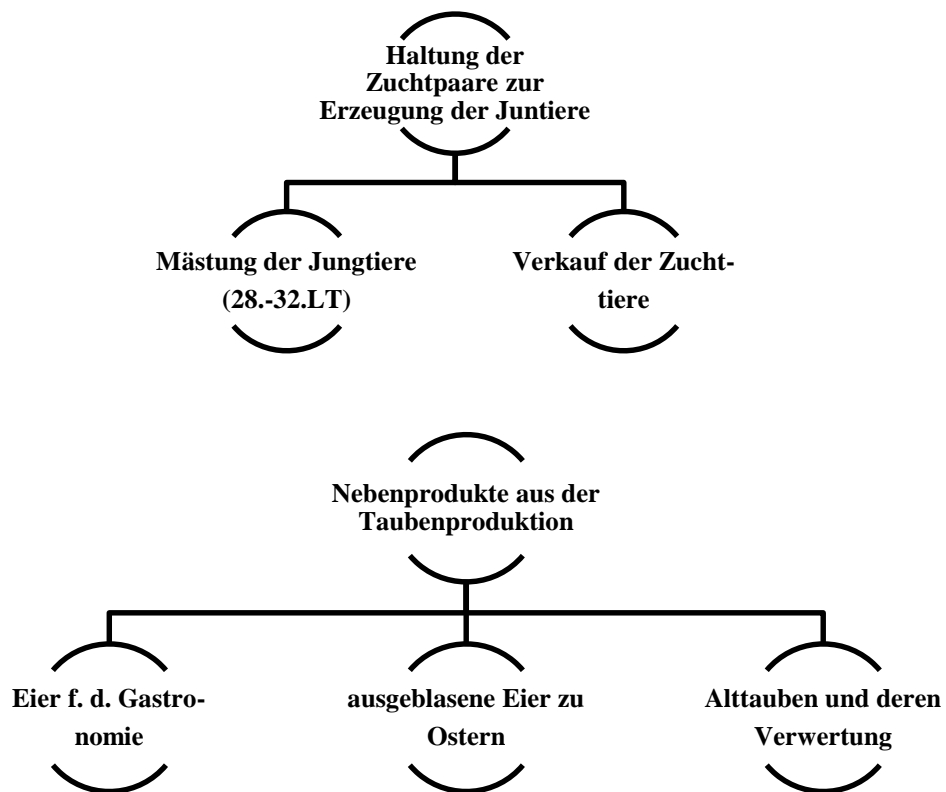 Haltung der
Zuchtpaare zur
Erzeugung der Juntiere
Mästung der Jungtiere
(28.-32.LT)
Verkauf der Zucht-
tiere
Nebenprodukte aus der
Taubenproduktion
Eier f. d. Gastro-
nomie
ausgeblasene Eier zu
Ostern
Alttauben und deren
Verwertung